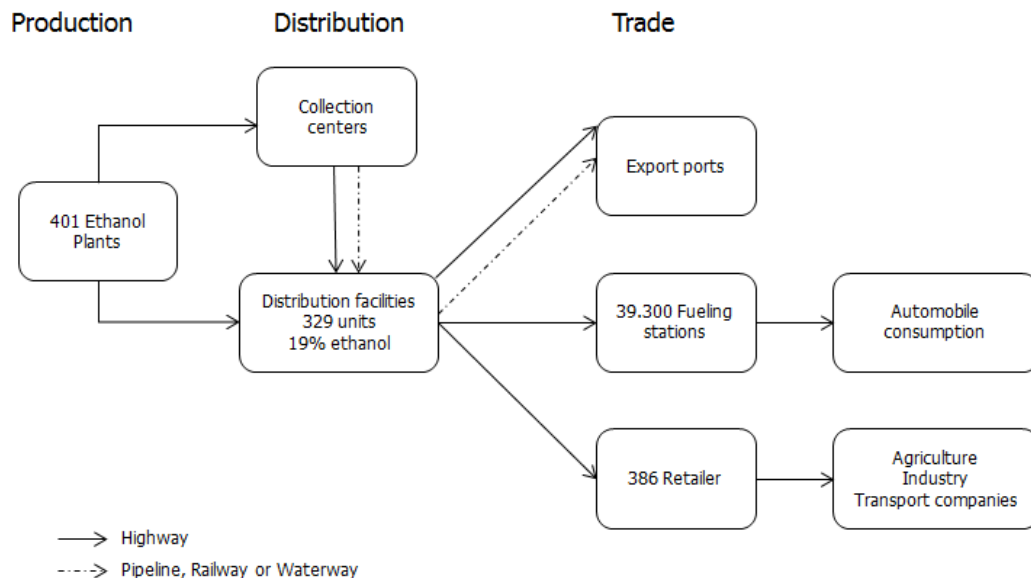 Production
Distribution
Trade
Collection
centers
Export ports
401 Ethanol
Plants
Distribution facilities
329 units
19% ethanol
39.300 Fueling
stations
Automobile
consumption
386 Retailer
Agriculture
Industry
Transport companies
Highway
Pipeline, Railway or Waterway